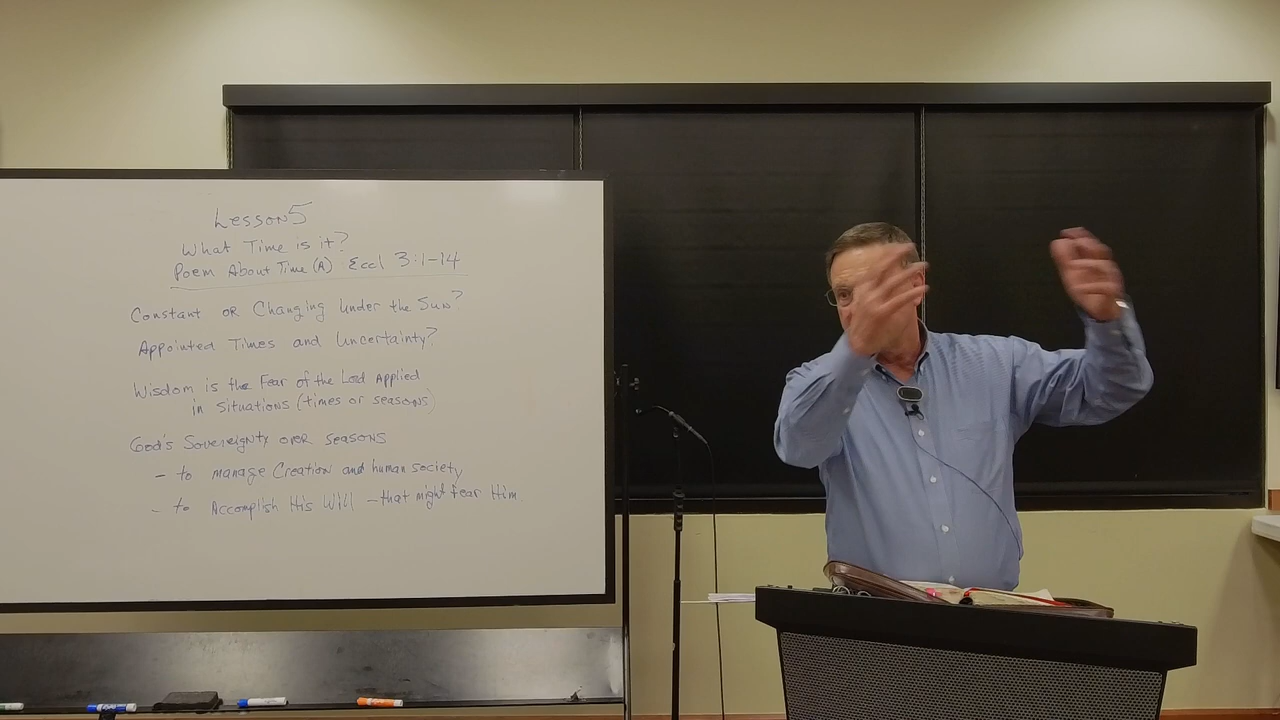 Lesson 5
What Time is it?
Poem About Time (A) Eccl 3:1-14
Constant or Changing Under the Sun?
Appointed Times and Uncertainty?
Wisdom is the Fear of the Lord Applied
in Situations (times or seasons)
God's Sovereignty over seasons
- to manage Creation and human society
- to Accomplish His Will - that might fear Him